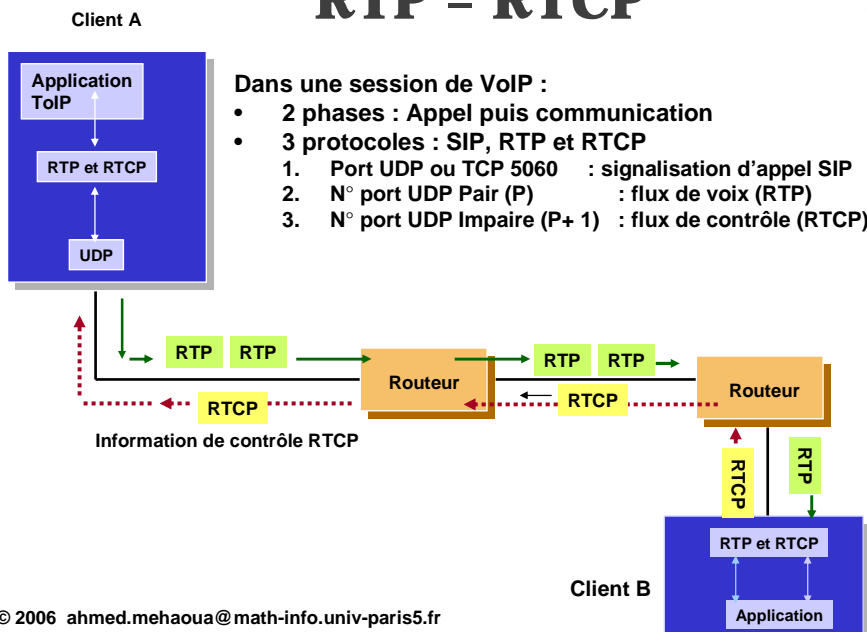 RTP – RTCP
Client A
Application
ToIP
RTP et RTCP
UDP
Dans une session de VoIP :
• 2 phases : Appel puis communication
• 3 protocoles : SIP, RTP et RTCP
1. Port UDP ou TCP 5060 : signalisation d'appel SIP
2. N° port UDP Pair (P) : flux de voix (RTP)
3. N° port UDP Impaire (P+ 1) : flux de contrôle (RTCP)
RTP RTP
Routeur
RTP RTP
Routeur
RTCP
RTCP
Information de contrôle RTCP
RTCP
RTP
RTP et RTCP
Client B
Application
© 2006 ahmed.mehaoua@math-info.univ-paris5.fr